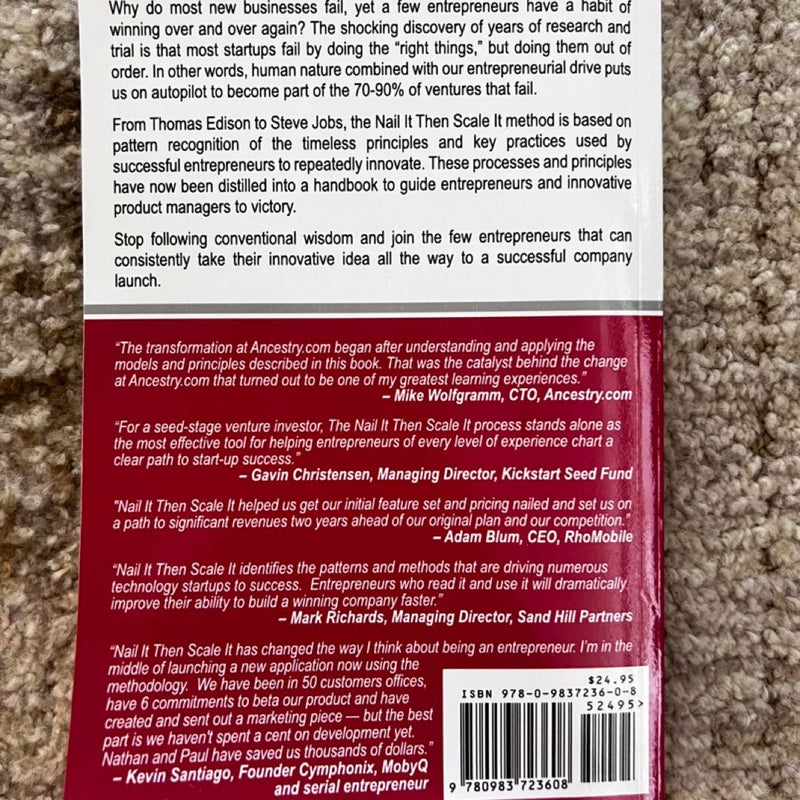 Why do most new businesses fail, yet a few entrepreneurs have a habit of
winning over and over again? The shocking discovery of years of research and
trial is that most startups fail by doing the “right things,” but doing them out of
order. In other words, human nature combined with our entrepreneurial drive puts
us on autopilot to become part of the 70-90% of ventures that fail.
From Thomas Edison to Steve Jobs, the Nail It Then Scale It method is based on
pattern recognition of the timeless principles and key practices used by
successful entrepreneurs to repeatedly innovate. These processes and principles
have now been distilled into a handbook to guide entrepreneurs and innovative
product managers to victory.
Stop following conventional wisdom and join the few entrepreneurs that can
consistently take their innovative idea all the way to a successful company
launch.
“The transformation at Ancestry.com began after understanding and applying the
models and principles described in this book. That was the catalyst behind the change
at Ancestry.com that turned out to be one of my greatest learning experiences.”
– Mike Wolfgramm, CTO, Ancestry.com
“For a seed-stage venture investor, The Nail It Then Scale It process stands alone as
the most effective tool for helping entrepreneurs of every level of experience chart a
clear path to start-up success.”
– Gavin Christensen, Managing Director, Kickstart Seed Fund
"Nail It Then Scale It helped us get our initial feature set and pricing nailed and set us on
a path to significant revenues two years ahead of our original plan and our competition.”
– Adam Blum, CEO, RhoMobile
“Nail It Then Scale It identifies the patterns and methods that are driving numerous
technology startups to success. Entrepreneurs who read it and use it will dramatically
improve their ability to build a winning company faster.”
– Mark Richards, Managing Director, Sand Hill Partners
“Nail It Then Scale It has changed the way I think about being an entrepreneur. I’m in the
middle of launching a new application now using the
methodology. We have been in 50 customers offices,
have 6 commitments to beta our product and have
created and sent out a marketing piece — but the best
part is we haven't spent a cent on development yet.
Nathan and Paul have saved us thousands of dollars.”
– Kevin Santiago, Founder Cymphonix, MobyQ
and serial entrepreneur
$24.95
ISBN 978-0-9837236-0-8
52495>
9 780983 723608